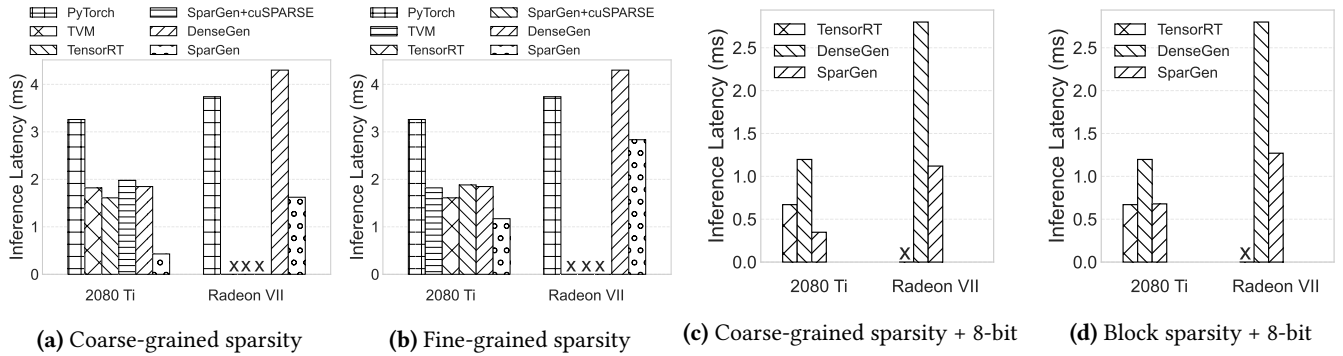 PyTorch
TVM
TensorRT
SparGen+cuSPARSE
DenseGen
SparGen
Inference Latency (ms)
4
3
2
1
0
X X X
2080 Ti
Radeon VII
(a) Coarse-grained sparsity
PyTorch
TVM
TensorRT
SparGen+cuSPARSE
DenseGen
SparGen
Inference Latency (ms)
4
3
2
1
0
X X X
2080 Ti
Radeon VII
(b) Fine-grained sparsity
TensorRT
DenseGen
SparGen
Inference Latency (ms)
2.5
2.0
1.5
1.0
0.5
0.0
X
2080 Ti
Radeon VII
(c) Coarse-grained sparsity + 8-bit
TensorRT
DenseGen
SparGen
Inference Latency (ms)
2.5
2.0
1.5
1.0
0.5
0.0
X
2080 Ti
Radeon VII
(d) Block sparsity + 8-bit